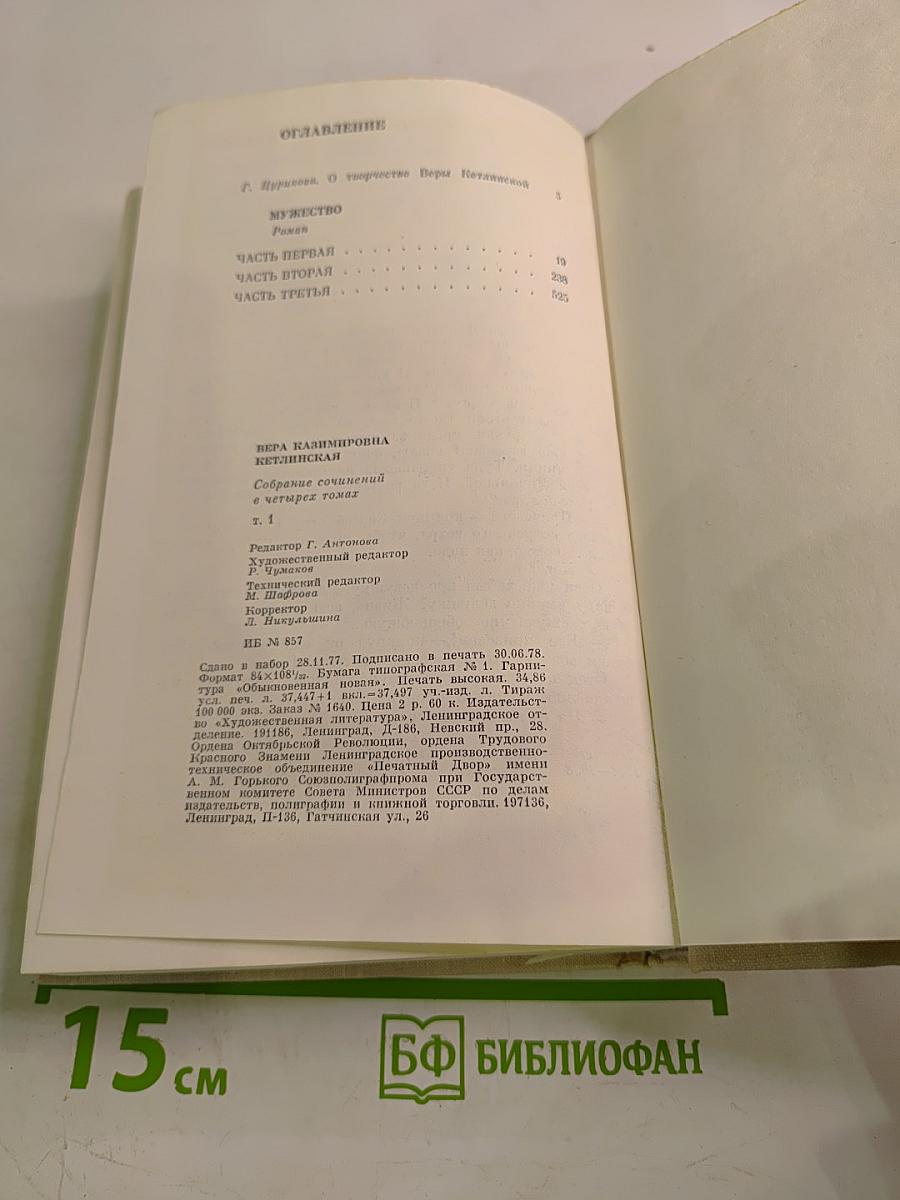 ОГЛАВЛЕНИЕ
Г. Цурикова. О творчестве Веры Кетлинской 3
МУЖЕСТВО
Роман
ЧАСТЬ ПЕРВАЯ . . . . . . . . . . . . 19
ЧАСТЬ ВТОРАЯ . . . . . . . . . . . . 238
ЧАСТЬ ТРЕТЬЯ . . . . . . . . . . . . 525
ВЕРА КАЗИМИРОВНА
КЕТЛИНСКАЯ
Собрание сочинений
в четырех томах
т. 1
Редактор Г. Антонова
Художественный редактор
Р. Чумаков
Технический редактор
М. Шафрова
Корректор
Л. Никульшина
ИБ № 857
Сдано в набор 28.11.77. Подписано в печать 30.06.78.
Формат 84×108¹/₃₂. Бумага типографская № 1. Гарни-
тура «Обыкновенная новая». Печать высокая. 34,86
усл. печ. л. 37,447+1 вкл.=37,497 уч.-изд. л. Тираж
100 000 экз. Заказ № 1640. Цена 2 р. 60 к. Издательст-
во «Художественная литература», Ленинградское от-
деление. 191186, Ленинград, Д-186, Невский пр., 28.
Ордена Октябрьской Революции, ордена Трудового
Красного Знамени Ленинградское производственно-
техническое объединение «Печатный Двор» имени
А. М. Горького Союзполиграфпрома при Государст-
венном комитете Совета Министров СССР по делам
издательств, полиграфии и книжной торговли. 197136,
Ленинград, П-136, Гатчинская ул., 26
15 см
БФ БИБЛИОФАН